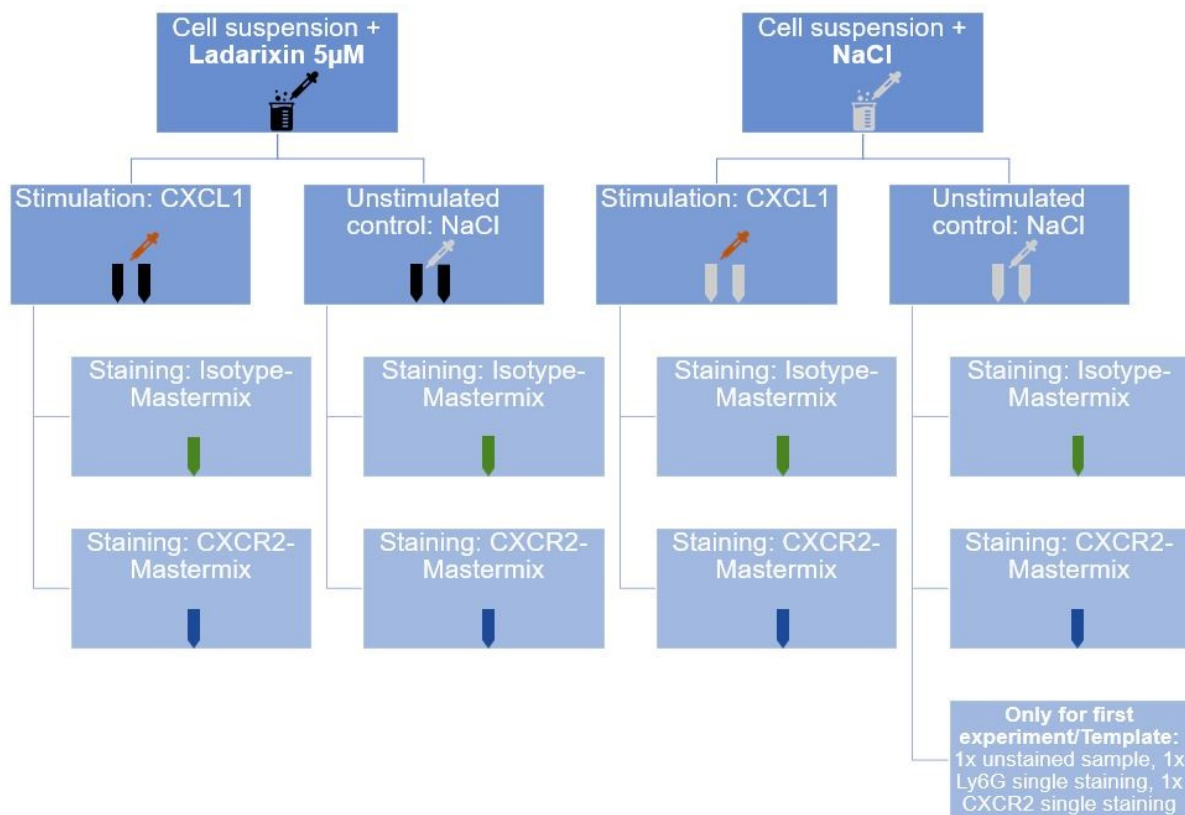 Cell suspension +
Ladarixin 5µM
Cell suspension +
NaCl
Stimulation: CXCL1
Unstimulated
control: NaCl
Stimulation: CXCL1
Unstimulated
control: NaCl
Staining: Isotype-
Mastermix
Staining: Isotype-
Mastermix
Staining: Isotype-
Mastermix
Staining: Isotype-
Mastermix
Staining: CXCR2-
Mastermix
Staining: CXCR2-
Mastermix
Staining: CXCR2-
Mastermix
Staining: CXCR2-
Mastermix
Only for first
experiment/Template:
1x unstained sample, 1x
Ly6G single staining, 1x
CXCR2 single staining